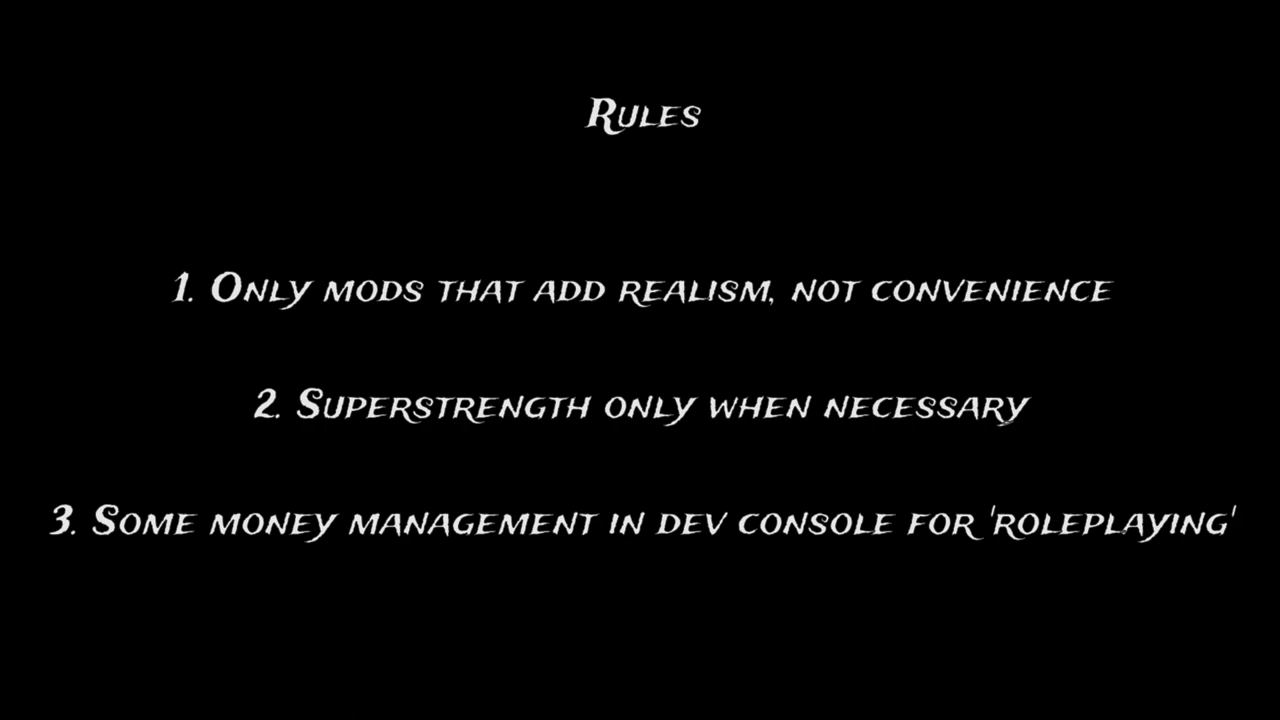 Rules
1. Only mods that add realism, not convenience
2. Superstrength only when necessary
3. Some money management in dev console for 'roleplaying'